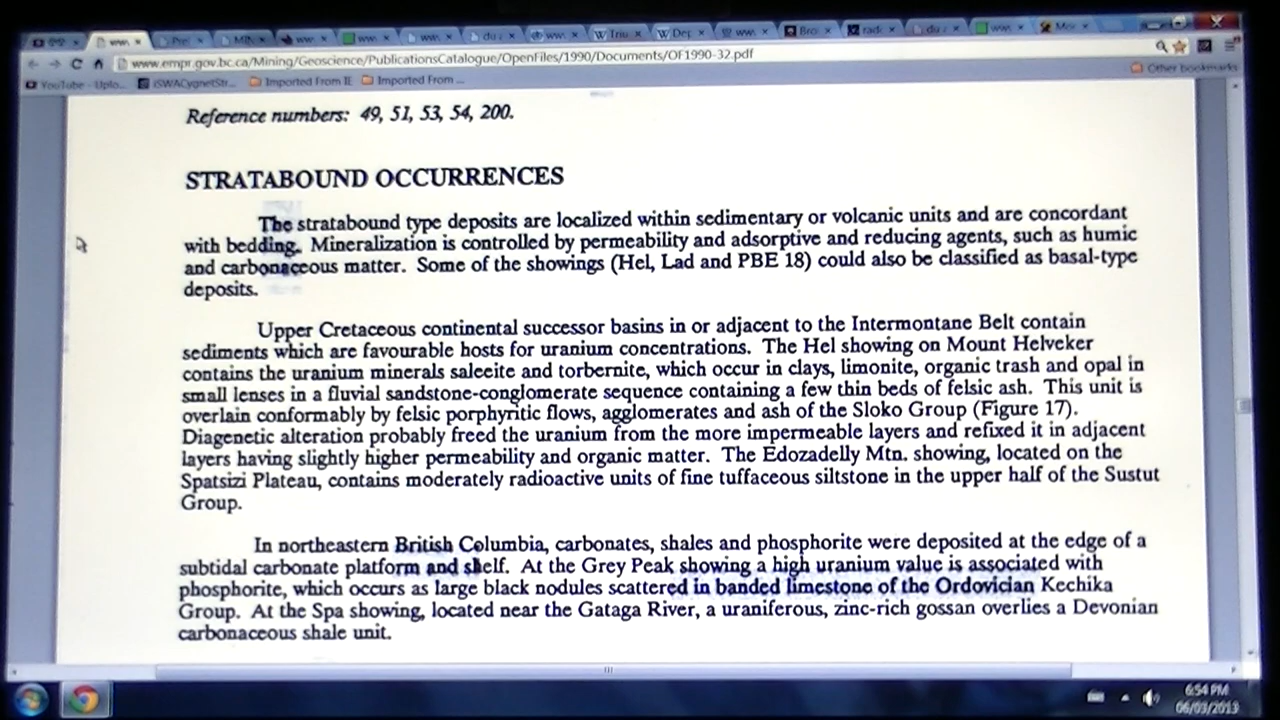 www.empr.gov.bc.ca/Mining/Geoscience/PublicationsCatalogue/OpenFiles/1990/Documents/OF1990-32.pdf
YouTube - Uplo... iSWACygnetStr... Imported From IE Imported From ... Other bookmarks
Reference numbers: 49, 51, 53, 54, 200.
STRATABOUND OCCURRENCES
The stratabound type deposits are localized within sedimentary or volcanic units and are concordant
with bedding. Mineralization is controlled by permeability and adsorptive and reducing agents, such as humic
and carbonaceous matter. Some of the showings (Hel, Lad and PBE 18) could also be classified as basal-type
deposits.
Upper Cretaceous continental successor basins in or adjacent to the Intermontane Belt contain
sediments which are favourable hosts for uranium concentrations. The Hel showing on Mount Helveker
contains the uranium minerals saleeite and torbernite, which occur in clays, limonite, organic trash and opal in
small lenses in a fluvial sandstone-conglomerate sequence containing a few thin beds of felsic ash. This unit is
overlain conformably by felsic porphyritic flows, agglomerates and ash of the Sloko Group (Figure 17).
Diagenetic alteration probably freed the uranium from the more impermeable layers and refixed it in adjacent
layers having slightly higher permeability and organic matter. The Edozadelly Mtn. showing, located on the
Spatsizi Plateau, contains moderately radioactive units of fine tuffaceous siltstone in the upper half of the Sustut
Group.
In northeastern British Columbia, carbonates, shales and phosphorite were deposited at the edge of a
subtidal carbonate platform and shelf. At the Grey Peak showing a high uranium value is associated with
phosphorite, which occurs as large black nodules scattered in banded limestone of the Ordovician Kechika
Group. At the Spa showing, located near the Gataga River, a uraniferous, zinc-rich gossan overlies a Devonian
carbonaceous shale unit.
6:54 PM
06/03/2013